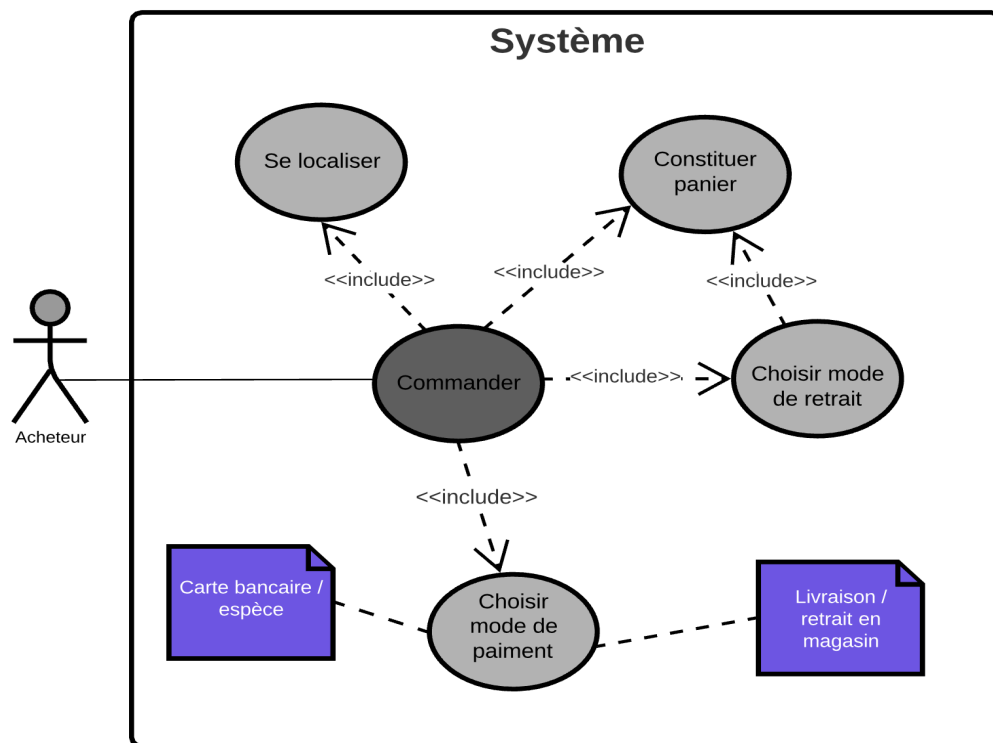 Système
Se localiser
Constituer
panier
<<include>>
<<include>>
<<include>>
Commander
<<include>>
Choisir mode
de retrait
Acheteur
<<include>>
Carte bancaire /
espèce
Choisir
mode de
paiment
Livraison /
retrait en
magasin